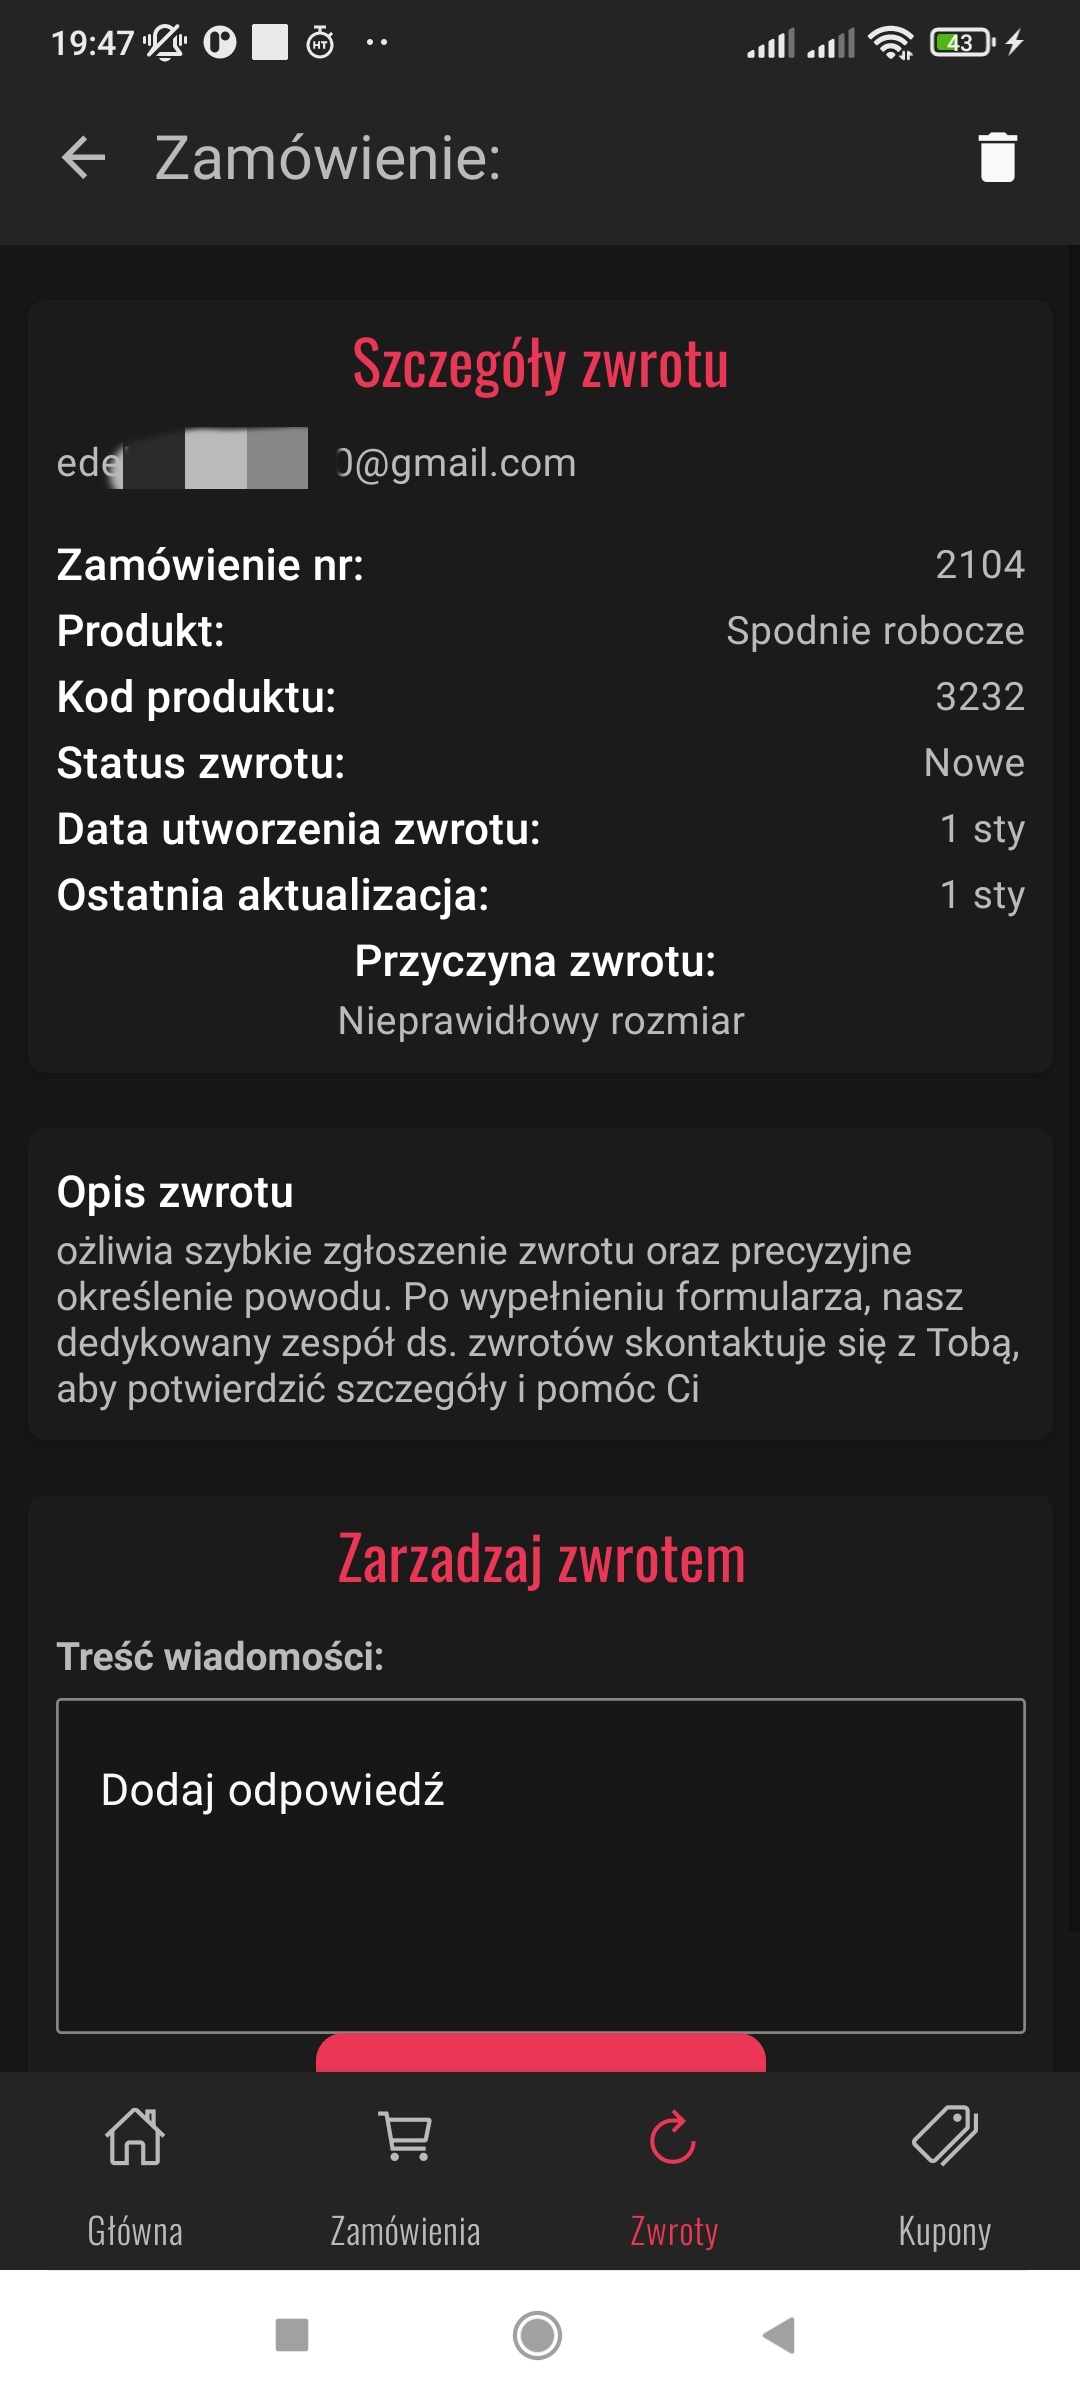 19:47
43
Zamówienie:
Szczegóły zwrotu
0@gmail.com
Zamówienie nr: 2104
Produkt: Spodnie robocze
Kod produktu: 3232
Status zwrotu: Nowe
Data utworzenia zwrotu: 1 sty
Ostatnia aktualizacja: 1 sty
Przyczyna zwrotu:
Nieprawidłowy rozmiar
Opis zwrotu
ożliwia szybkie zgłoszenie zwrotu oraz precyzyjne
określenie powodu. Po wypełnieniu formularza, nasz
dedykowany zespół ds. zwrotów skontaktuje się z Tobą,
aby potwierdzić szczegóły i pomóc Ci
Zarzadzaj zwrotem
Treść wiadomości:
Dodaj odpowiedź
Główna Zamówienia Zwroty Kupony